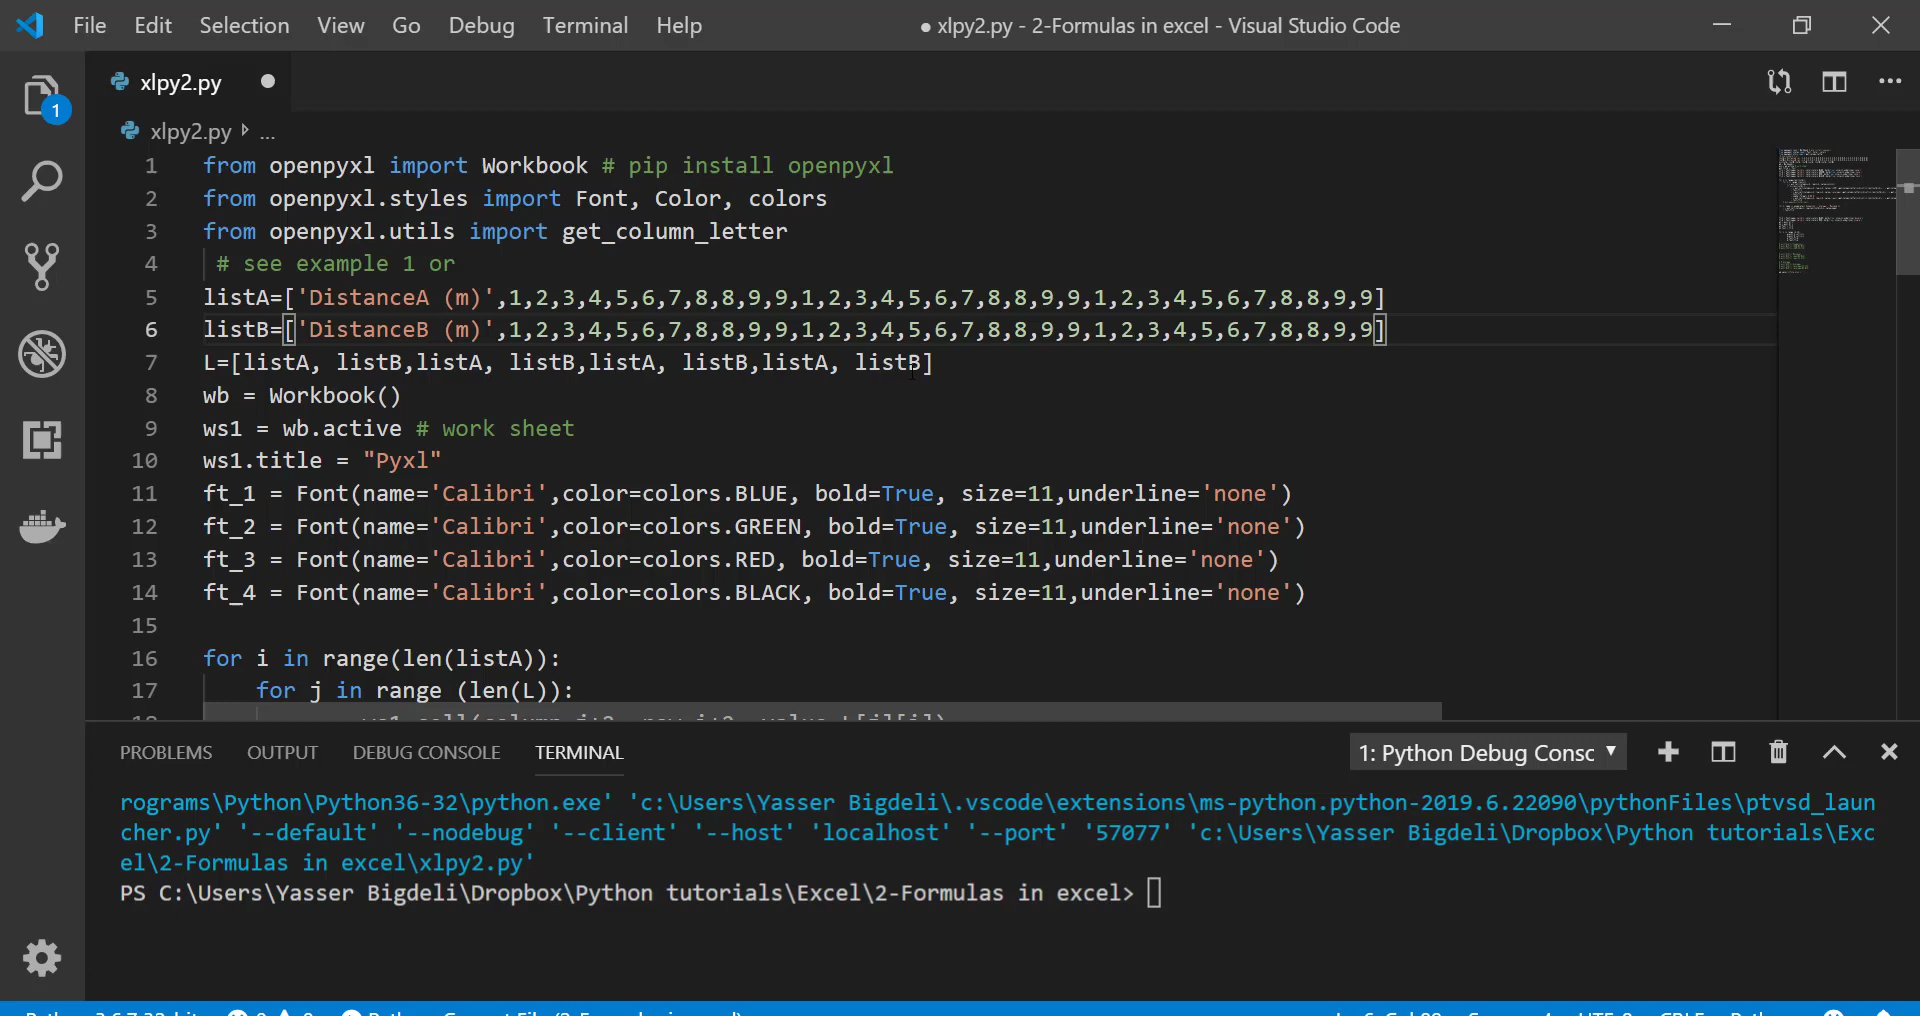 File Edit Selection View Go Debug Terminal Help
● xlpy2.py - 2-Formulas in excel - Visual Studio Code
1
xlpy2.py
xlpy2.py ...
1 from openpyxl import Workbook # pip install openpyxl
2 from openpyxl.styles import Font, Color, colors
3 from openpyxl.utils import get_column_letter
4 # see example 1 or
5 listA=['DistanceA (m)',1,2,3,4,5,6,7,8,8,9,9,1,2,3,4,5,6,7,8,8,9,9,1,2,3,4,5,6,7,8,8,9,9]
6 listB=['DistanceB (m)',1,2,3,4,5,6,7,8,8,9,9,1,2,3,4,5,6,7,8,8,9,9,1,2,3,4,5,6,7,8,8,9,9]
7 L=[listA, listB,listA, listB,listA, listB,listA, listB]
8 wb = Workbook()
9 ws1 = wb.active # work sheet
10 ws1.title = "Pyxl"
11 ft_1 = Font(name='Calibri',color=colors.BLUE, bold=True, size=11,underline='none')
12 ft_2 = Font(name='Calibri',color=colors.GREEN, bold=True, size=11,underline='none')
13 ft_3 = Font(name='Calibri',color=colors.RED, bold=True, size=11,underline='none')
14 ft_4 = Font(name='Calibri',color=colors.BLACK, bold=True, size=11,underline='none')
15
16 for i in range(len(listA)):
17 for j in range (len(L)):
PROBLEMS OUTPUT DEBUG CONSOLE TERMINAL 1: Python Debug Consc
rograms\Python\Python36-32\python.exe' 'c:\Users\Yasser Bigdeli\.vscode\extensions\ms-python.python-2019.6.22090\pythonFiles\ptvsd_laun
cher.py' '--default' '--nodebug' '--client' '--host' 'localhost' '--port' '57077' 'c:\Users\Yasser Bigdeli\Dropbox\Python tutorials\Exc
el\2-Formulas in excel\xlpy2.py'
PS C:\Users\Yasser Bigdeli\Dropbox\Python tutorials\Excel\2-Formulas in excel>